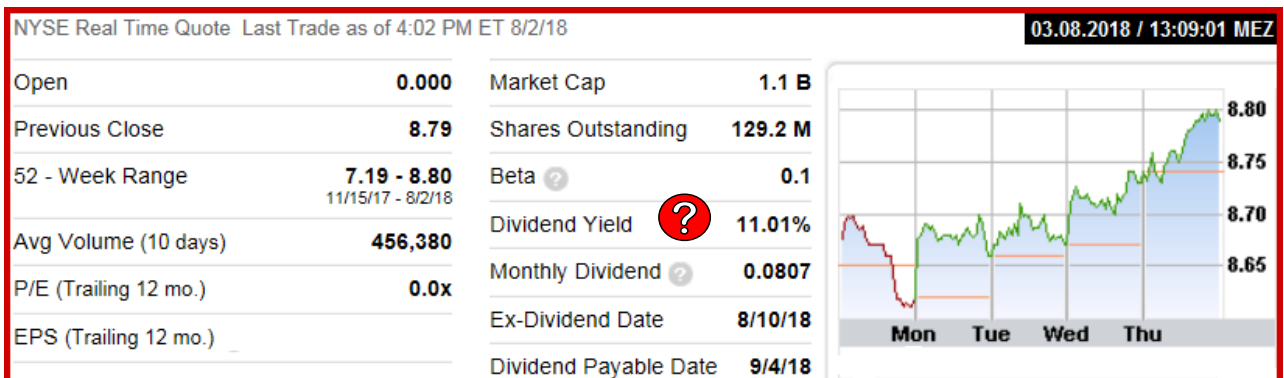 NYSE Real Time Quote Last Trade as of 4:02 PM ET 8/2/18
03.08.2018 / 13:09:01 MEZ
Open 0.000
Previous Close 8.79
52 - Week Range 7.19 - 8.80
11/15/17 - 8/2/18
Avg Volume (10 days) 456,380
P/E (Trailing 12 mo.) 0.0x
EPS (Trailing 12 mo.)
Market Cap 1.1 B
Shares Outstanding 129.2 M
Beta ? 0.1
Dividend Yield ? 11.01%
Monthly Dividend ? 0.0807
Ex-Dividend Date 8/10/18
Dividend Payable Date 9/4/18
8.80
8.75
8.70
8.65
Mon Tue Wed Thu